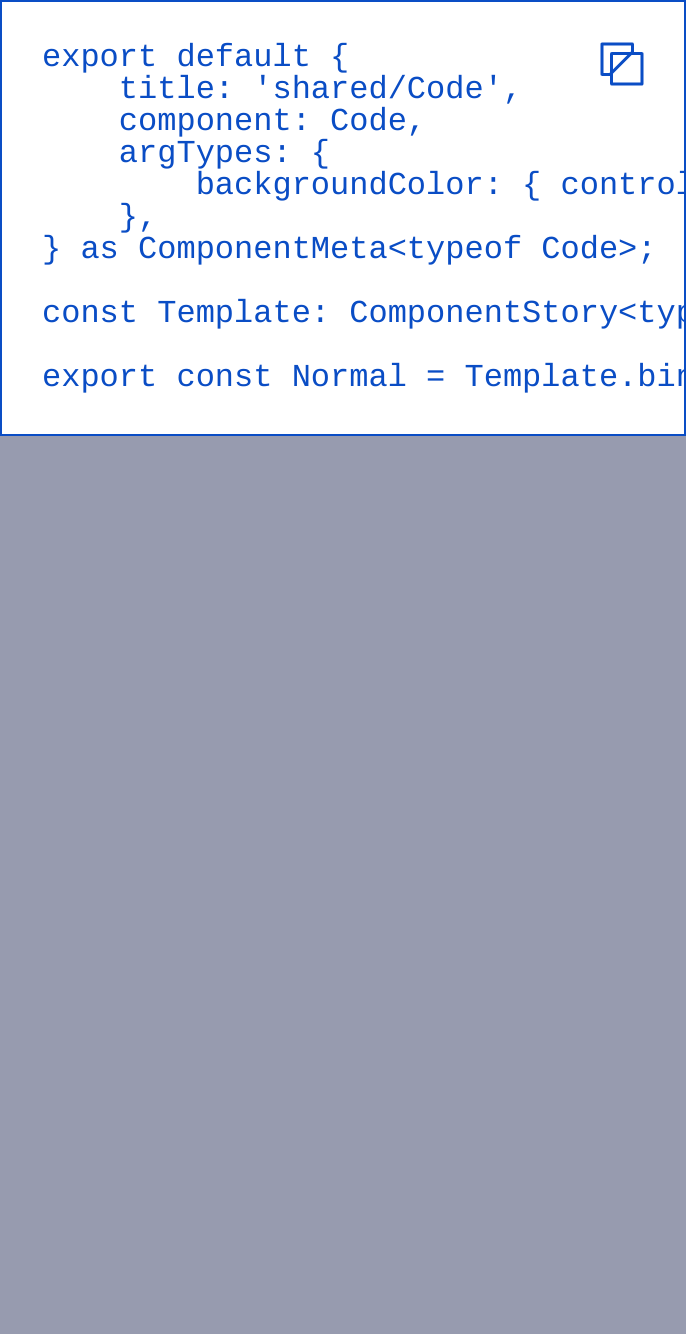 export default {
title: 'shared/Code',
component: Code,
argTypes: {
backgroundColor: { control
},
} as ComponentMeta<typeof Code>;
const Template: ComponentStory<typ
export const Normal = Template.bin